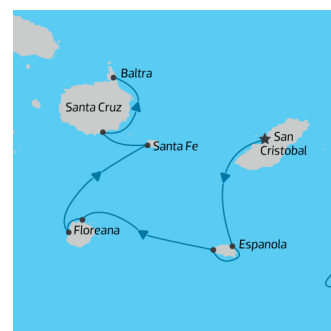 Baltra
Santa Cruz
San
Cristobal
Santa Fe
Floreana
Espanola